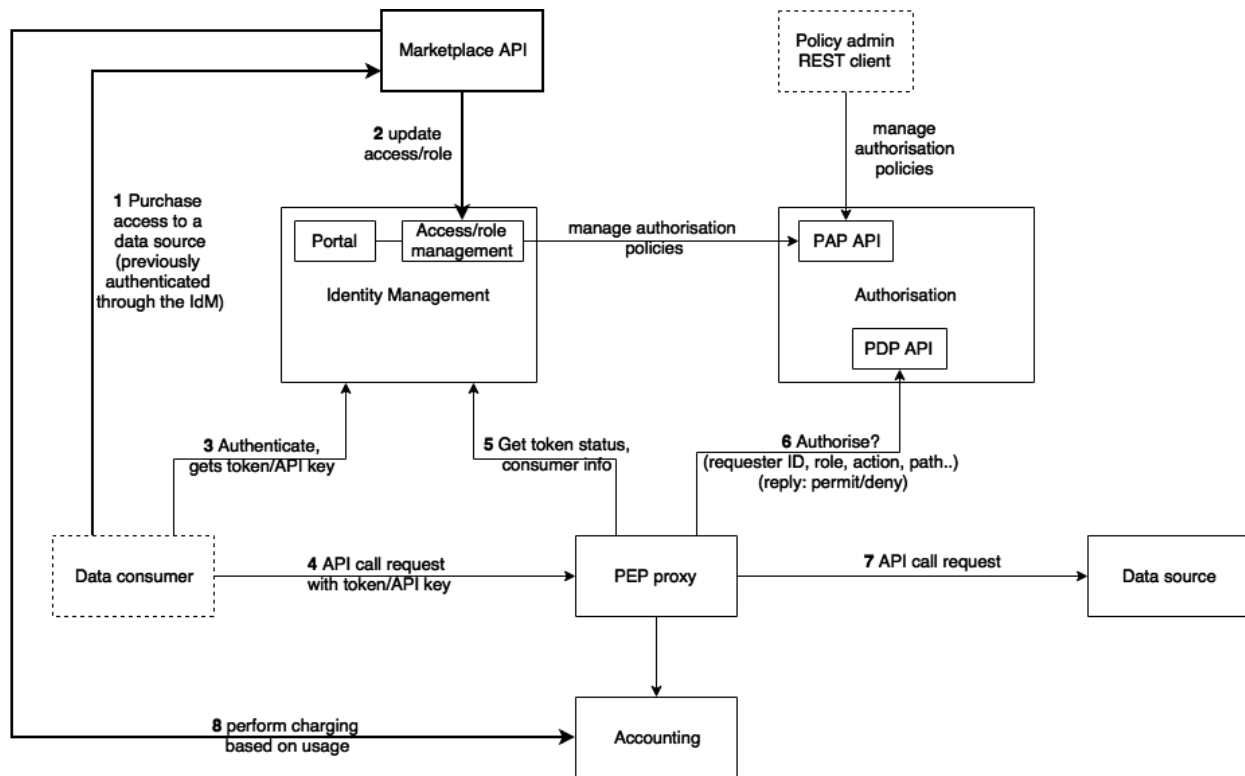 Marketplace API
Policy admin
REST client
2 update
access/role
manage
authorisation
policies
1 Purchase
access to a
data source
(previously
authenticated
through the IdM)
Portal
Access/role
management
Identity Management
manage authorisation
policies
PAP API
Authorisation
PDP API
3 Authenticate,
gets token/API key
5 Get token status,
consumer info
6 Authorise?
(requester ID, role, action, path..)
(reply: permit/deny)
Data consumer
4 API call request
with token/API key
PEP proxy
7 API call request
Data source
8 perform charging
based on usage
Accounting